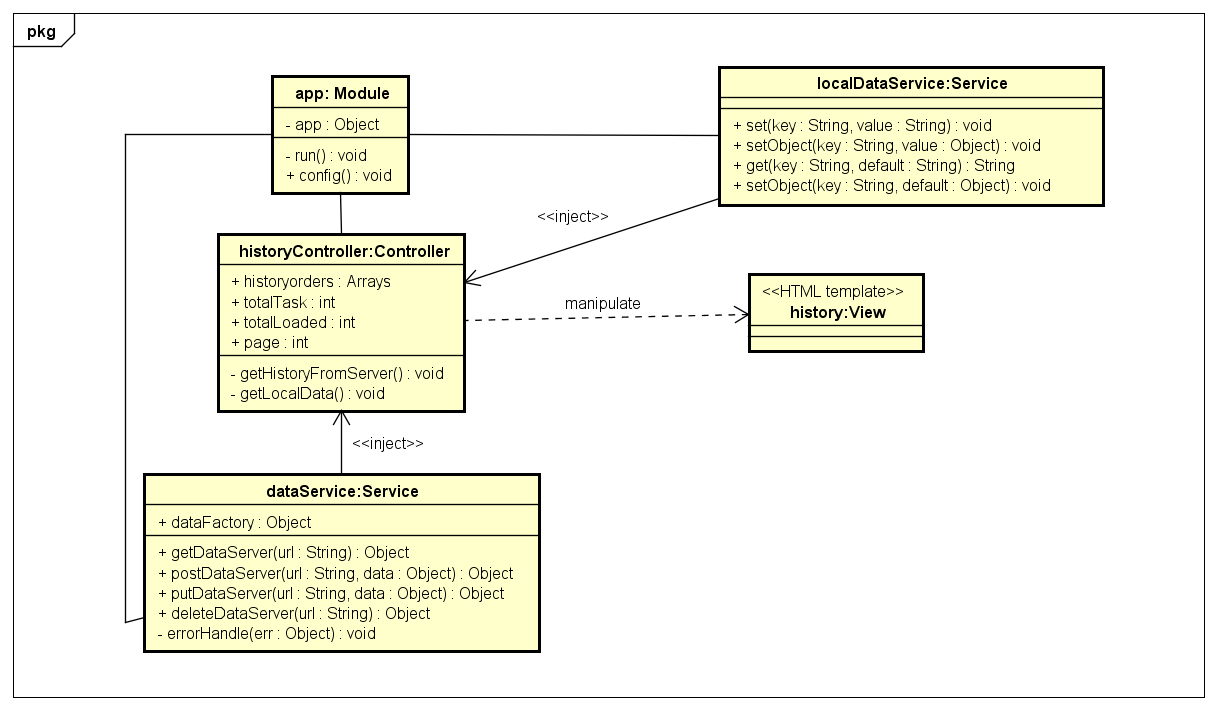 pkg
app: Module
- app : Object
- run() : void
+ config() : void
localDataService:Service
+ set(key : String, value : String) : void
+ setObject(key : String, value : Object) : void
+ get(key : String, default : String) : String
+ setObject(key : String, default : Object) : void
<<inject>>
historyController:Controller
+ historyorders : Arrays
+ totalTask : int
+ totalLoaded : int
+ page : int
- getHistoryFromServer() : void
- getLocalData() : void
manipulate
<<HTML template>>
history:View
<<inject>>
dataService:Service
+ dataFactory : Object
+ getDataServer(url : String) : Object
+ postDataServer(url : String, data : Object) : Object
+ putDataServer(url : String, data : Object) : Object
+ deleteDataServer(url : String) : Object
- errorHandle(err : Object) : void